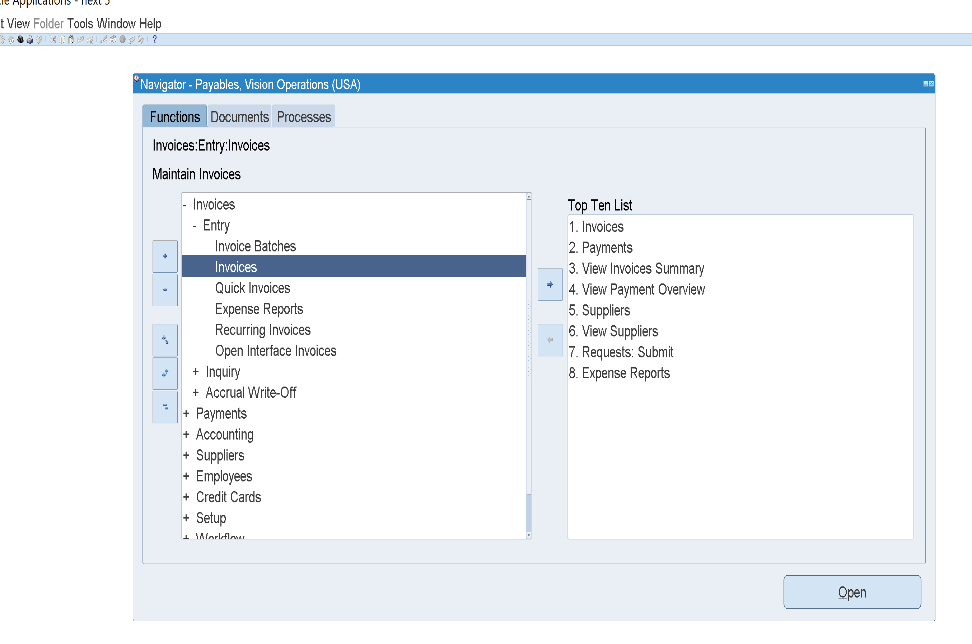 Applications -
t View Folder Tools Window Help
?
Navigator - Payables, Vision Operations (USA)
Functions Documents Processes
Invoices:Entry:Invoices
Maintain Invoices
- Invoices
- Entry
Invoice Batches
Invoices
Quick Invoices
Expense Reports
Recurring Invoices
Open Interface Invoices
+ Inquiry
+ Accrual Write-Off
+ Payments
+ Accounting
+ Suppliers
+ Employees
+ Credit Cards
+ Setup
+ Workflow
Top Ten List
1. Invoices
2. Payments
3. View Invoices Summary
4. View Payment Overview
5. Suppliers
6. View Suppliers
7. Requests: Submit
8. Expense Reports
Open